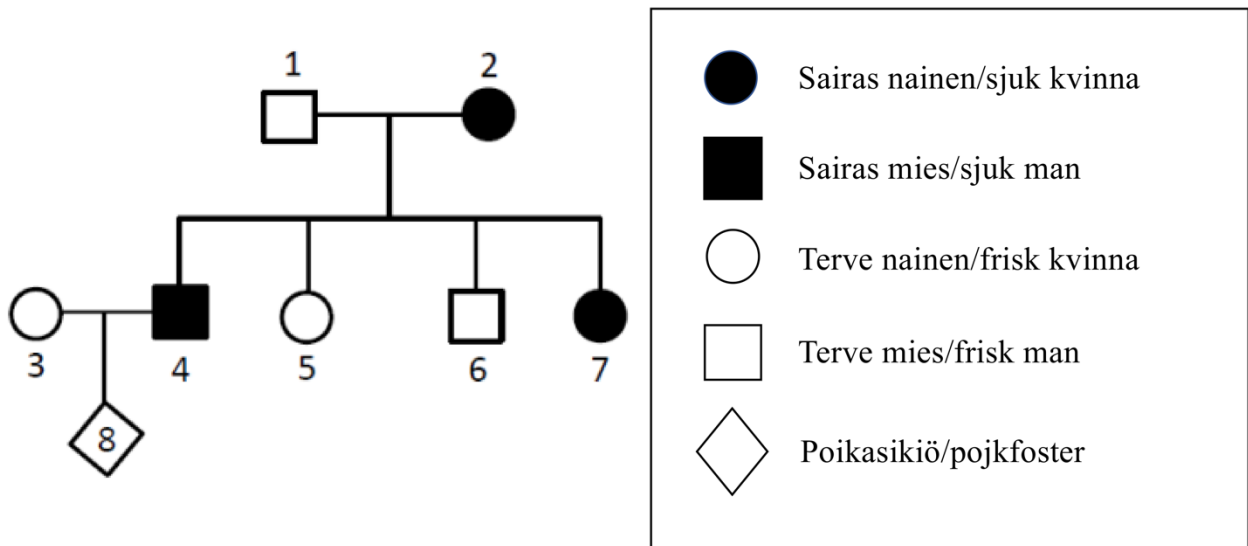 1 2
3 4 5 6 7
8
Sairas nainen/sjuk kvinna
Sairas mies/sjuk man
Terve nainen/frisk kvinna
Terve mies/frisk man
Poikasikiö/pojkfoster